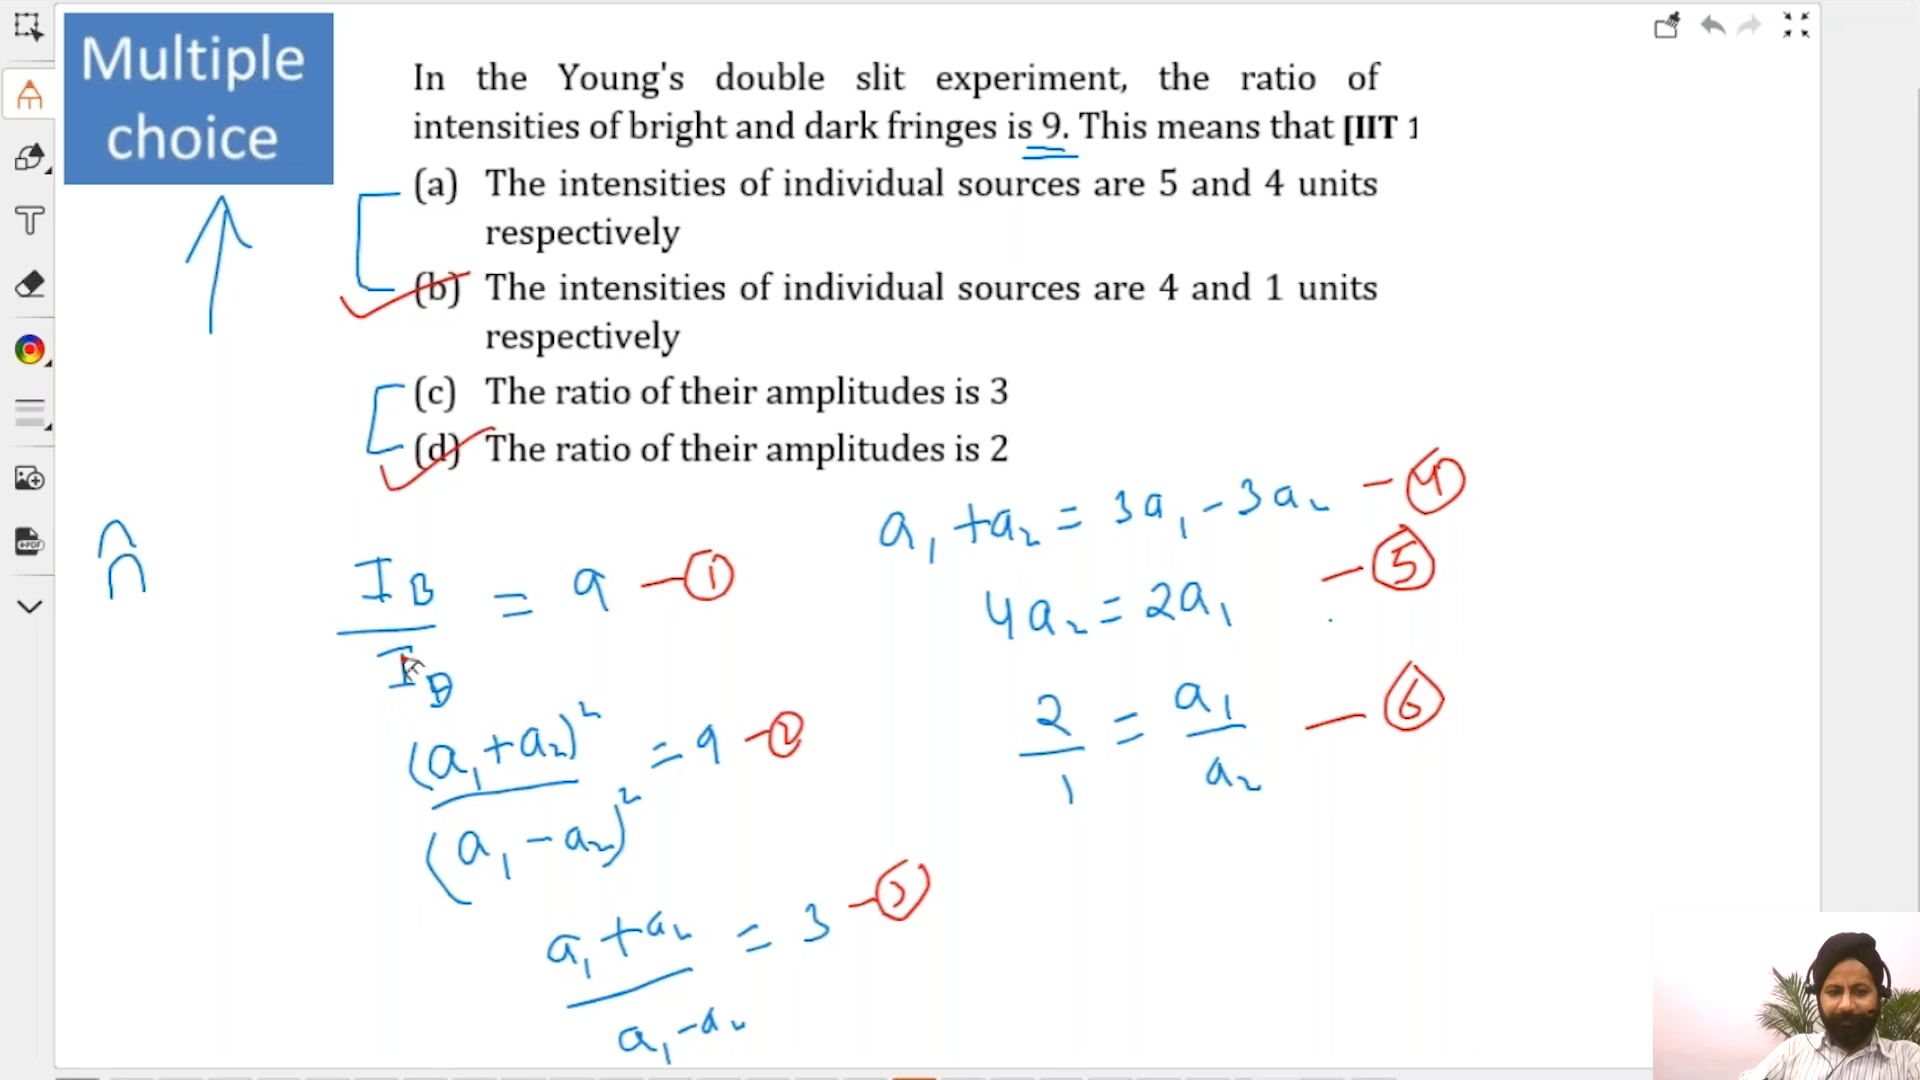 Multiple
choice
In the Young's double slit experiment, the ratio of
intensities of bright and dark fringes is 9. This means that [IIT 1
(a) The intensities of individual sources are 5 and 4 units
respectively
(b) The intensities of individual sources are 4 and 1 units
respectively
(c) The ratio of their amplitudes is 3
(d) The ratio of their amplitudes is 2
I_B / I_D = 9 — ①
(a₁ + a₂)² / (a₁ - a₂)² = 9 — ②
a₁ + a₂ / a₁ - a₂ = 3 — ③
a₁ + a₂ = 3a₁ - 3a₂ — ④
4a₂ = 2a₁ — ⑤
2/1 = a₁/a₂ — ⑥